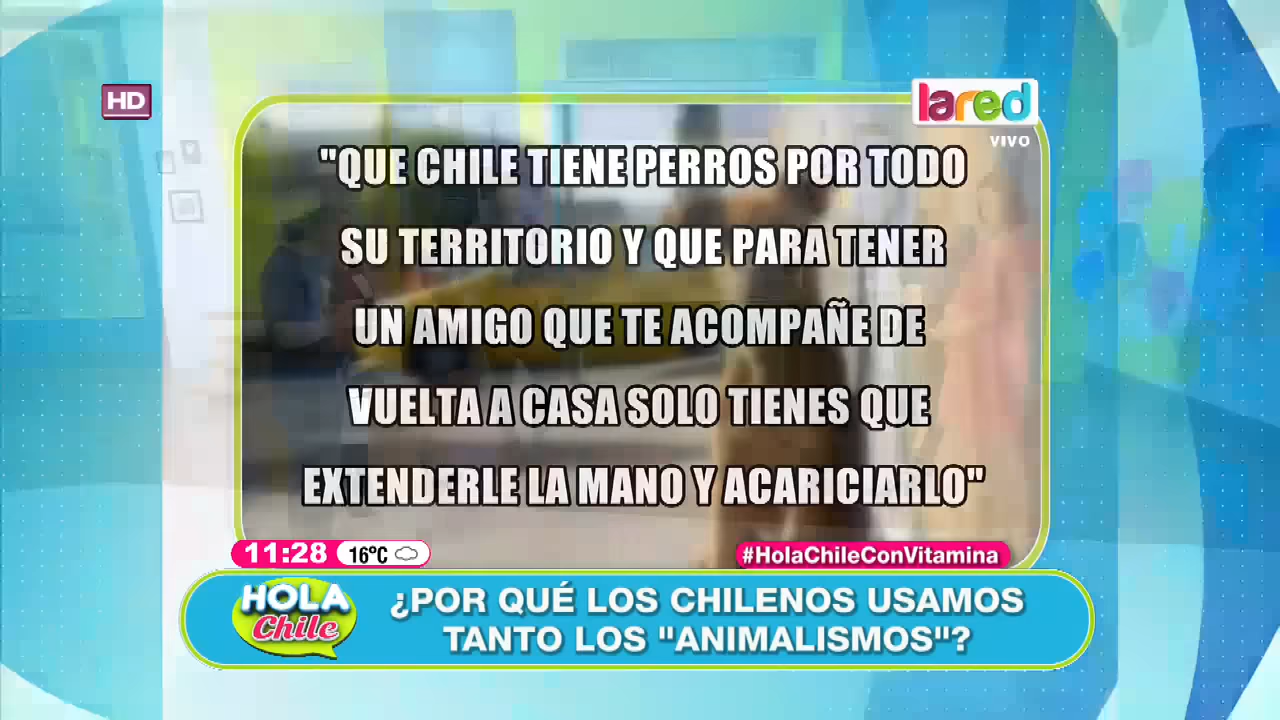 HD
lared
VIVO
"QUE CHILE TIENE PERROS POR TODO
SU TERRITORIO Y QUE PARA TENER
UN AMIGO QUE TE ACOMPAÑE DE
VUELTA A CASA SOLO TIENES QUE
EXTENDERLE LA MANO Y ACARICIARLO"
11:28 16ºC
#HolaChileConVitamina
HOLA
Chile
¿POR QUÉ LOS CHILENOS USAMOS
TANTO LOS "ANIMALISMOS"?